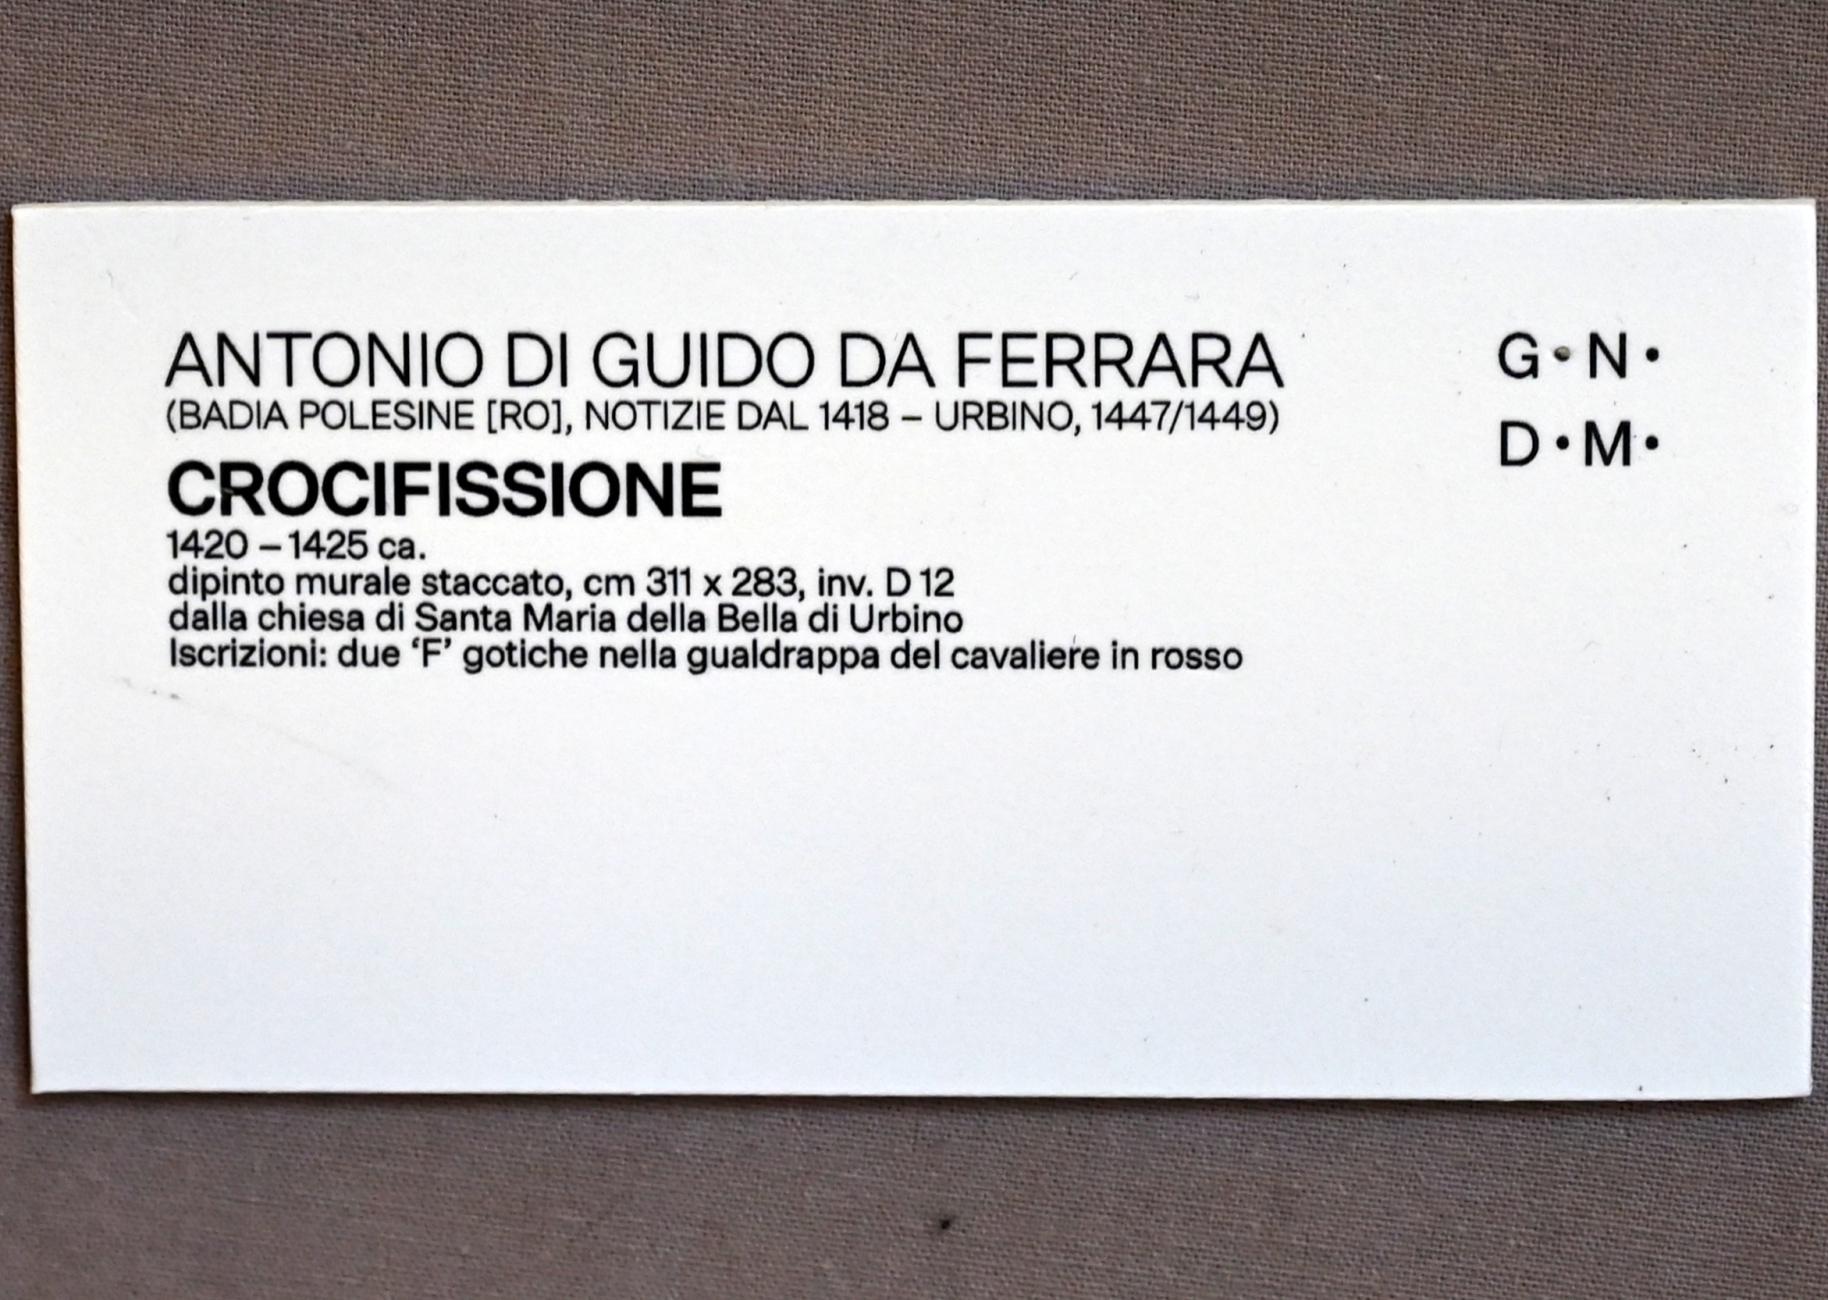 ANTONIO DI GUIDO DA FERRARA
(BADIA POLESINE [RO], NOTIZIE DAL 1418 – URBINO, 1447/1449)
CROCIFISSIONE
1420 – 1425 ca.
dipinto murale staccato, cm 311 x 283, inv. D 12
dalla chiesa di Santa Maria della Bella di Urbino
Iscrizioni: due ‘F’ gotiche nella gualdrappa del cavaliere in rosso
G • N •
D • M •